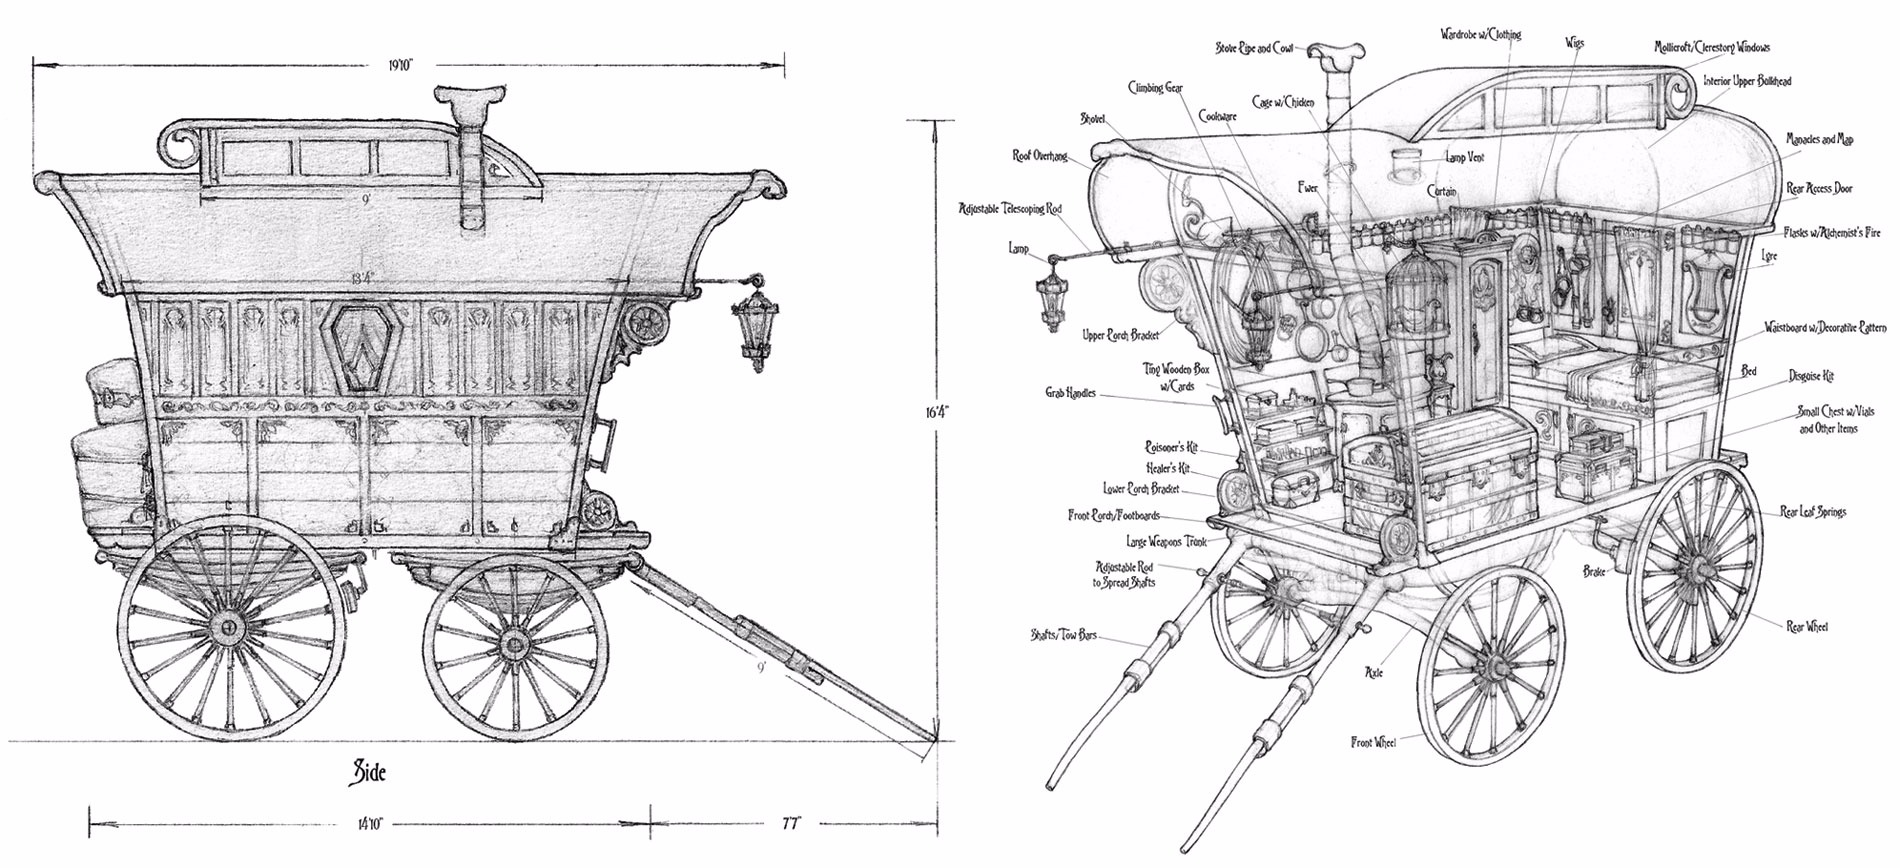 19'10"
9'
13'4"
16'4"
9'
Side
14'10"
7'7"
Stove Pipe and Cowl
Wardrobe w/Clothing
Wigs
Mollicroft/Clerestory Windows
Interior Upper Bulkhead
Climbing Gear
Cage w/Chicken
Cookware
Shovel
Manacles and Map
Roof Overhang
Lamp Vent
Ewer
Curtain
Rear Access Door
Adjustable Telescoping Rod
Flasks w/Alchemist's Fire
Lamp
Lyre
Upper Porch Bracket
Waistboard w/Decorative Pattern
Tiny Wooden Box
w/Cards
Bed
Disguise Kit
Grab Handles
Small Chest w/Vials
and Other Items
Poisoner's Kit
Healer's Kit
Lower Porch Bracket
Front Porch/Footboards
Rear Leaf Springs
Large Weapons Trunk
Adjustable Rod
to Spread Shafts
Brake
Shafts/Tow Bars
Rear Wheel
Axle
Front Wheel